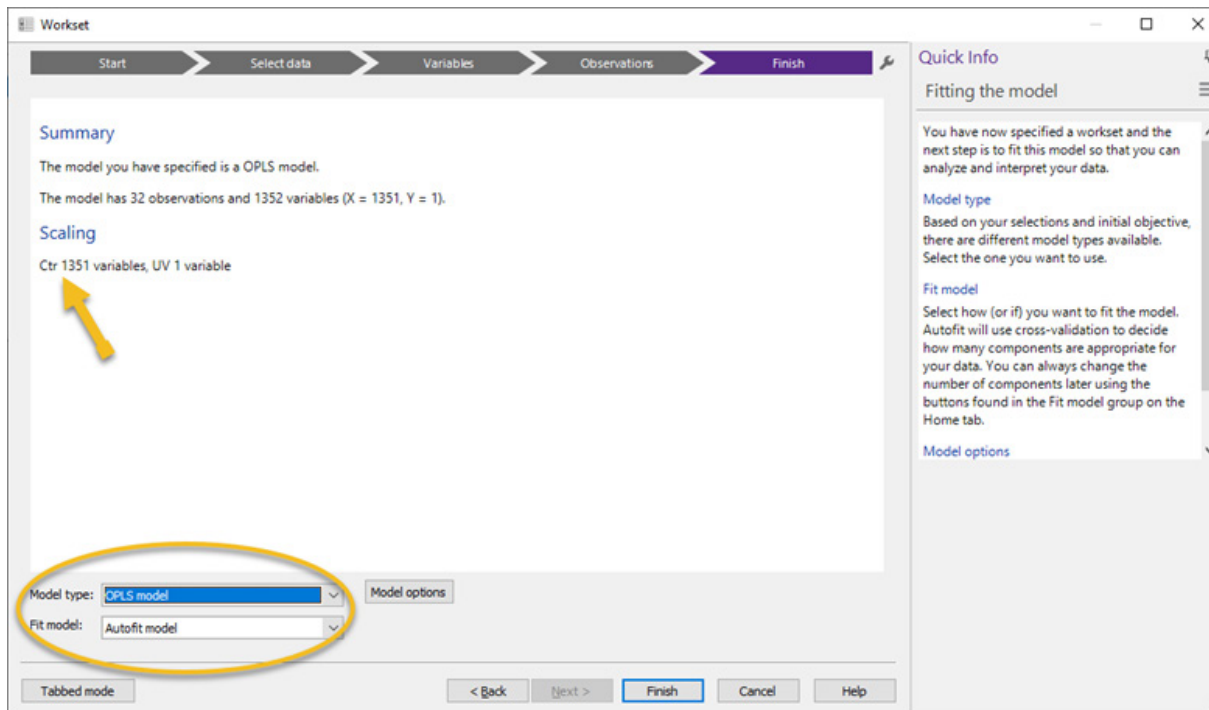 Workset
Start Select data Variables Observations Finish
Summary
The model you have specified is a OPLS model.
The model has 32 observations and 1352 variables (X = 1351, Y = 1).
Scaling
Ctr 1351 variables, UV 1 variable
Model type: OPLS model Model options
Fit model: Autofit model
Tabbed mode < Back Next > Finish Cancel Help
Quick Info
Fitting the model
You have now specified a workset and the
next step is to fit this model so that you can
analyze and interpret your data.
Model type
Based on your selections and initial objective,
there are different model types available.
Select the one you want to use.
Fit model
Select how (or if) you want to fit the model.
Autofit will use cross-validation to decide
how many components are appropriate for
your data. You can always change the
number of components later using the
buttons found in the Fit model group on the
Home tab.
Model options